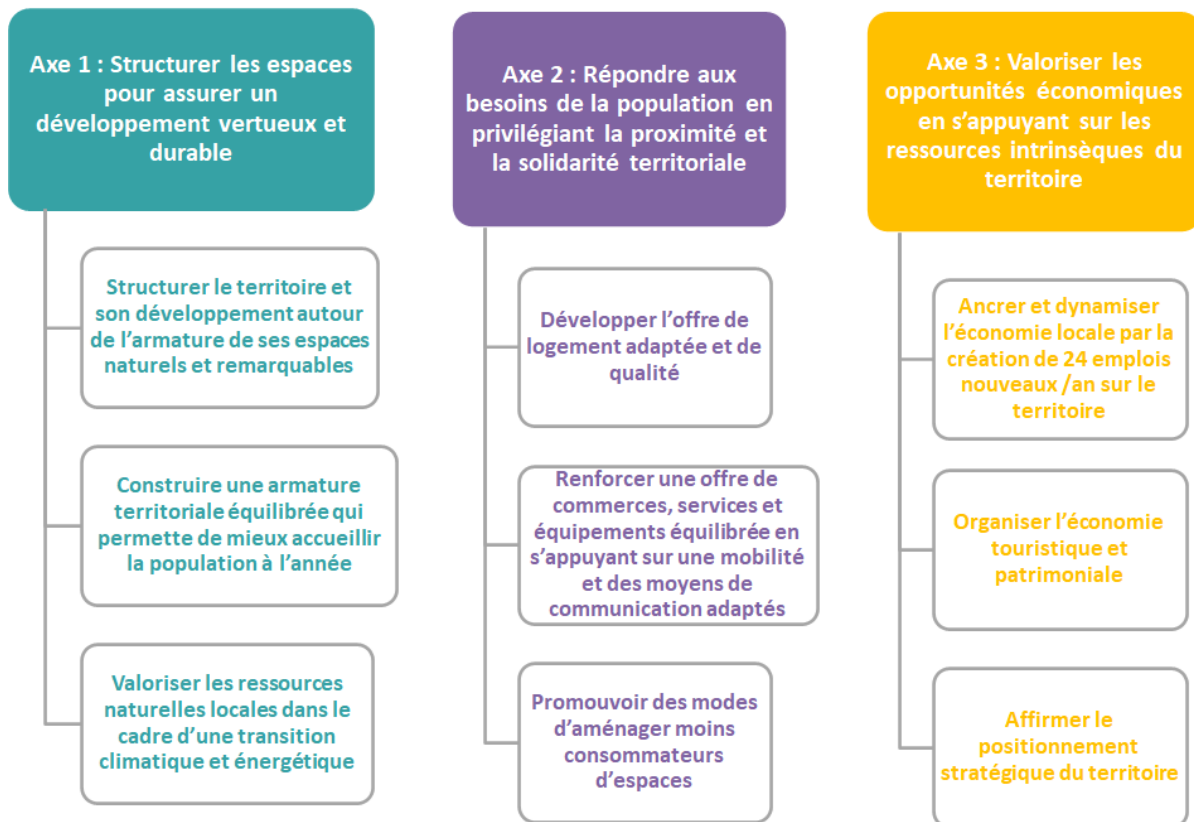 Axe 1 : Structurer les espaces
pour assurer un
développement vertueux et
durable
Structurer le territoire et
son développement autour
de l'armature de ses espaces
naturels et remarquables
Construire une armature
territoriale équilibrée qui
permette de mieux accueillir
la population à l'année
Valoriser les ressources
naturelles locales dans le
cadre d'une transition
climatique et énergétique
Axe 2 : Répondre aux
besoins de la population en
privilégiant la proximité et
la solidarité territoriale
Développer l'offre de
logement adaptée et de
qualité
Renforcer une offre de
commerces, services et
équipements équilibrée en
s'appuyant sur une mobilité
et des moyens de
communication adaptés
Promouvoir des modes
d'aménager moins
consommateurs
d'espaces
Axe 3 : Valoriser les
opportunités économiques
en s'appuyant sur les
ressources intrinsèques du
territoire
Ancrer et dynamiser
l'économie locale par la
création de 24 emplois
nouveaux /an sur le
territoire
Organiser l'économie
touristique et
patrimoniale
Affirmer le
positionnement
stratégique du territoire